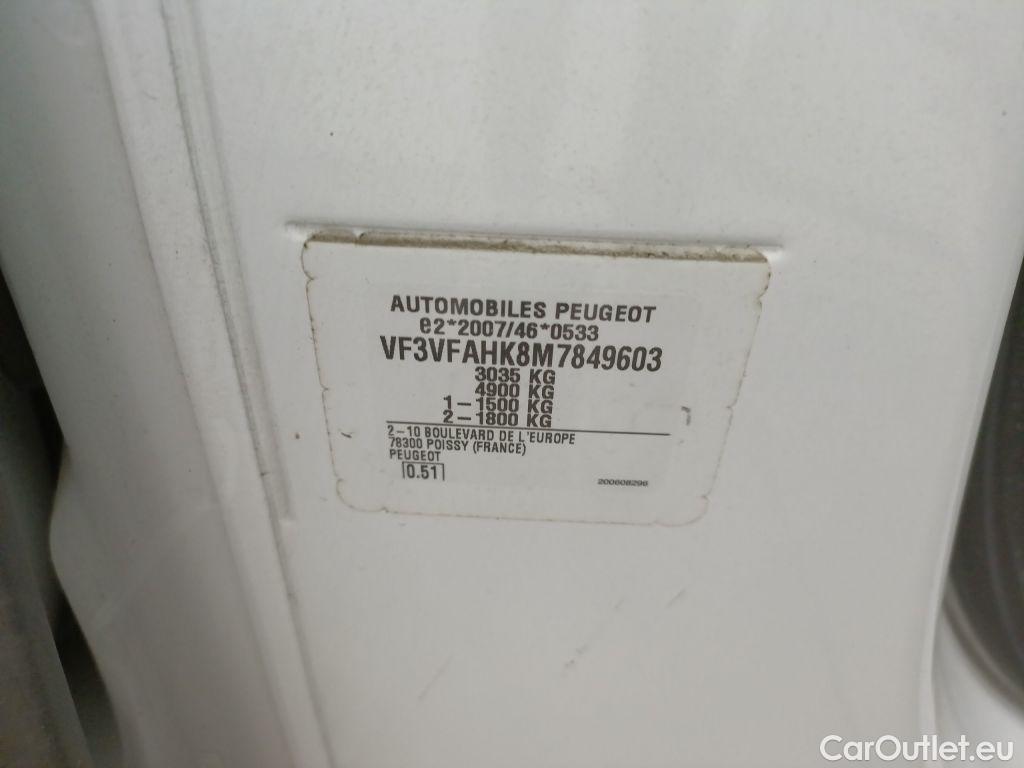 AUTOMOBILES PEUGEOT
e2*2007/46*0533
VF3VFAHK8M7849603
3035 KG
4900 KG
1-1500 KG
2-1800 KG
2-10 BOULEVARD DE L'EUROPE
78300 POISSY (FRANCE)
PEUGEOT
0.51
200608296
CarOutlet.eu